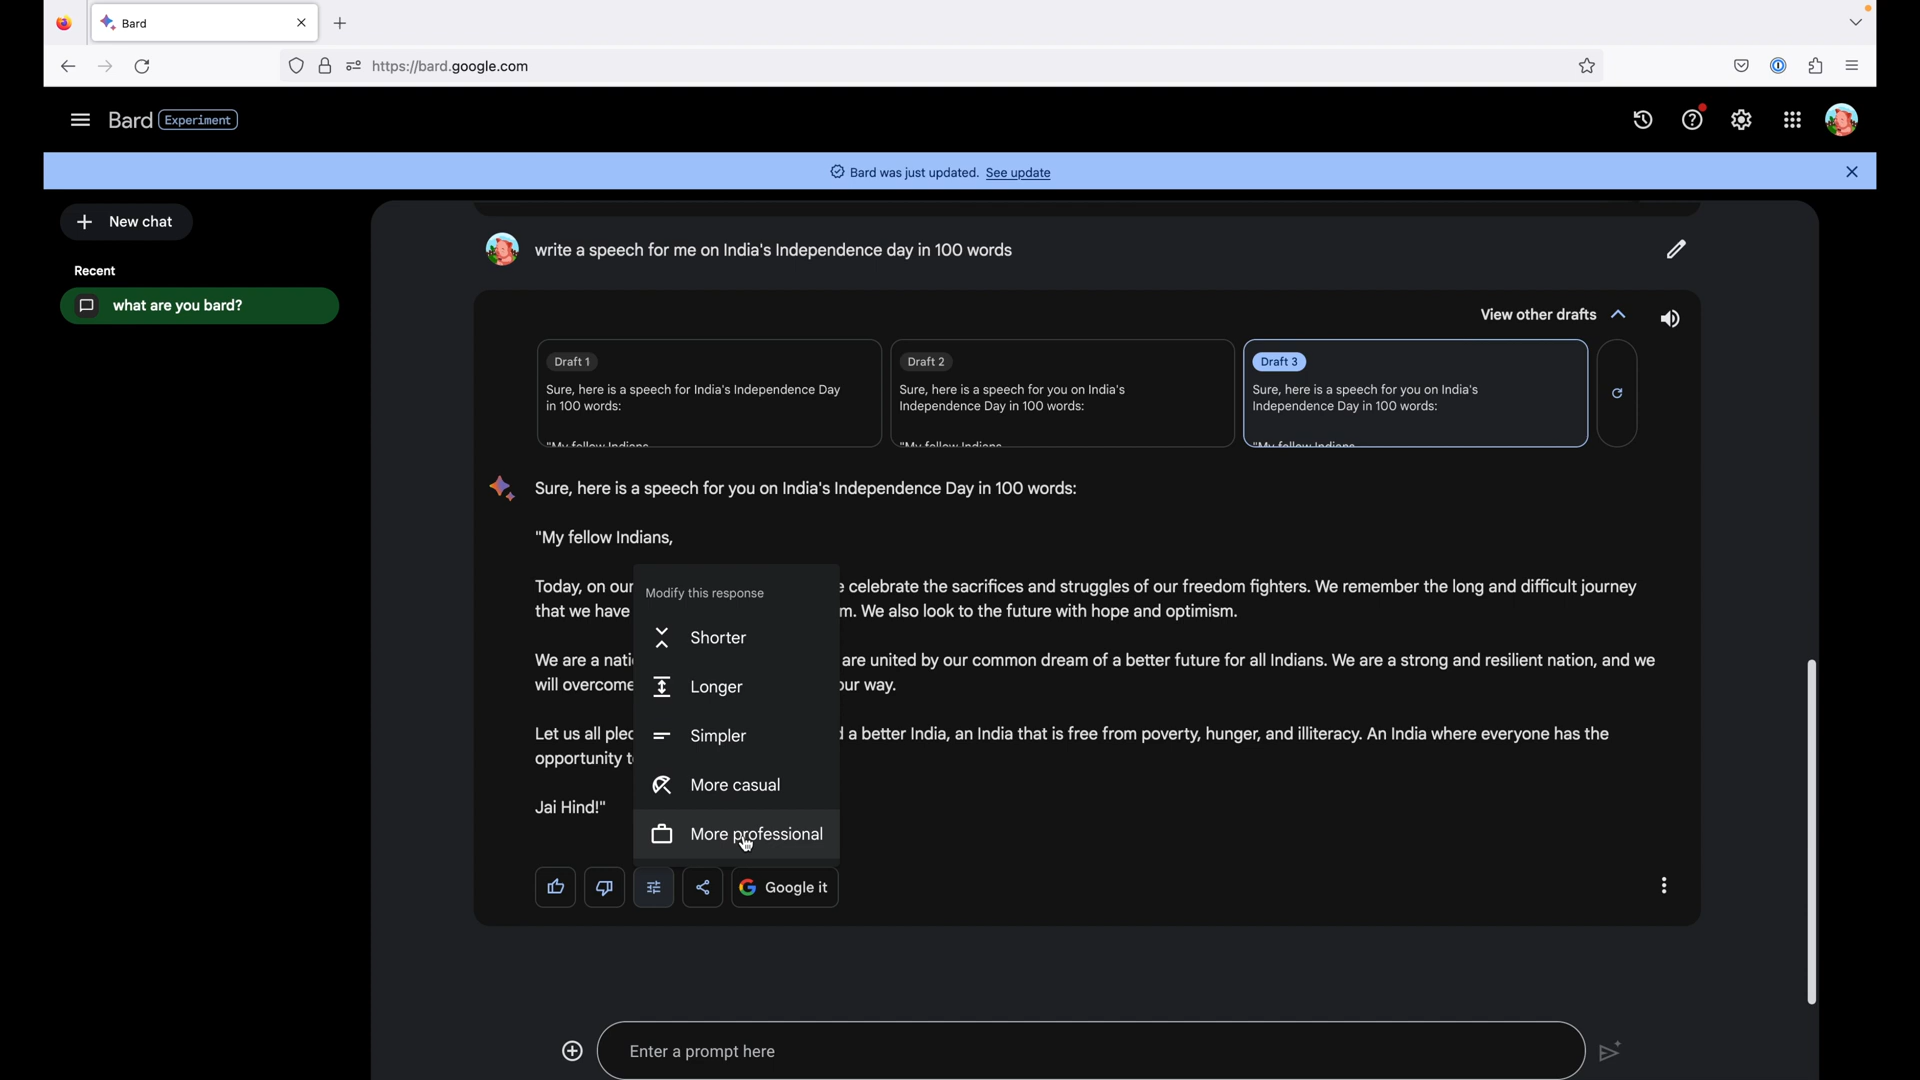 Bard
https://bard.google.com
Bard Experiment
Bard was just updated. See update
New chat
Recent
what are you bard?
write a speech for me on India's Independence day in 100 words
View other drafts
Draft 1
Sure, here is a speech for India's Independence Day
in 100 words:
"My fellow Indians,
Draft 2
Sure, here is a speech for you on India's
Independence Day in 100 words:
"My fellow Indians,
Draft 3
Sure, here is a speech for you on India's
Independence Day in 100 words:
"My fellow Indians,
Sure, here is a speech for you on India's Independence Day in 100 words:
"My fellow Indians,
Today, on our celebrate the sacrifices and struggles of our freedom fighters. We remember the long and difficult journey
that we have We also look to the future with hope and optimism.
We are a are united by our common dream of a better future for all Indians. We are a strong and resilient nation, and we
will overcome way.
Let us all a better India, an India that is free from poverty, hunger, and illiteracy. An India where everyone has the
opportunity
Jai Hind!"
Modify this response
Shorter
Longer
Simpler
More casual
More professional
Google it
Enter a prompt here